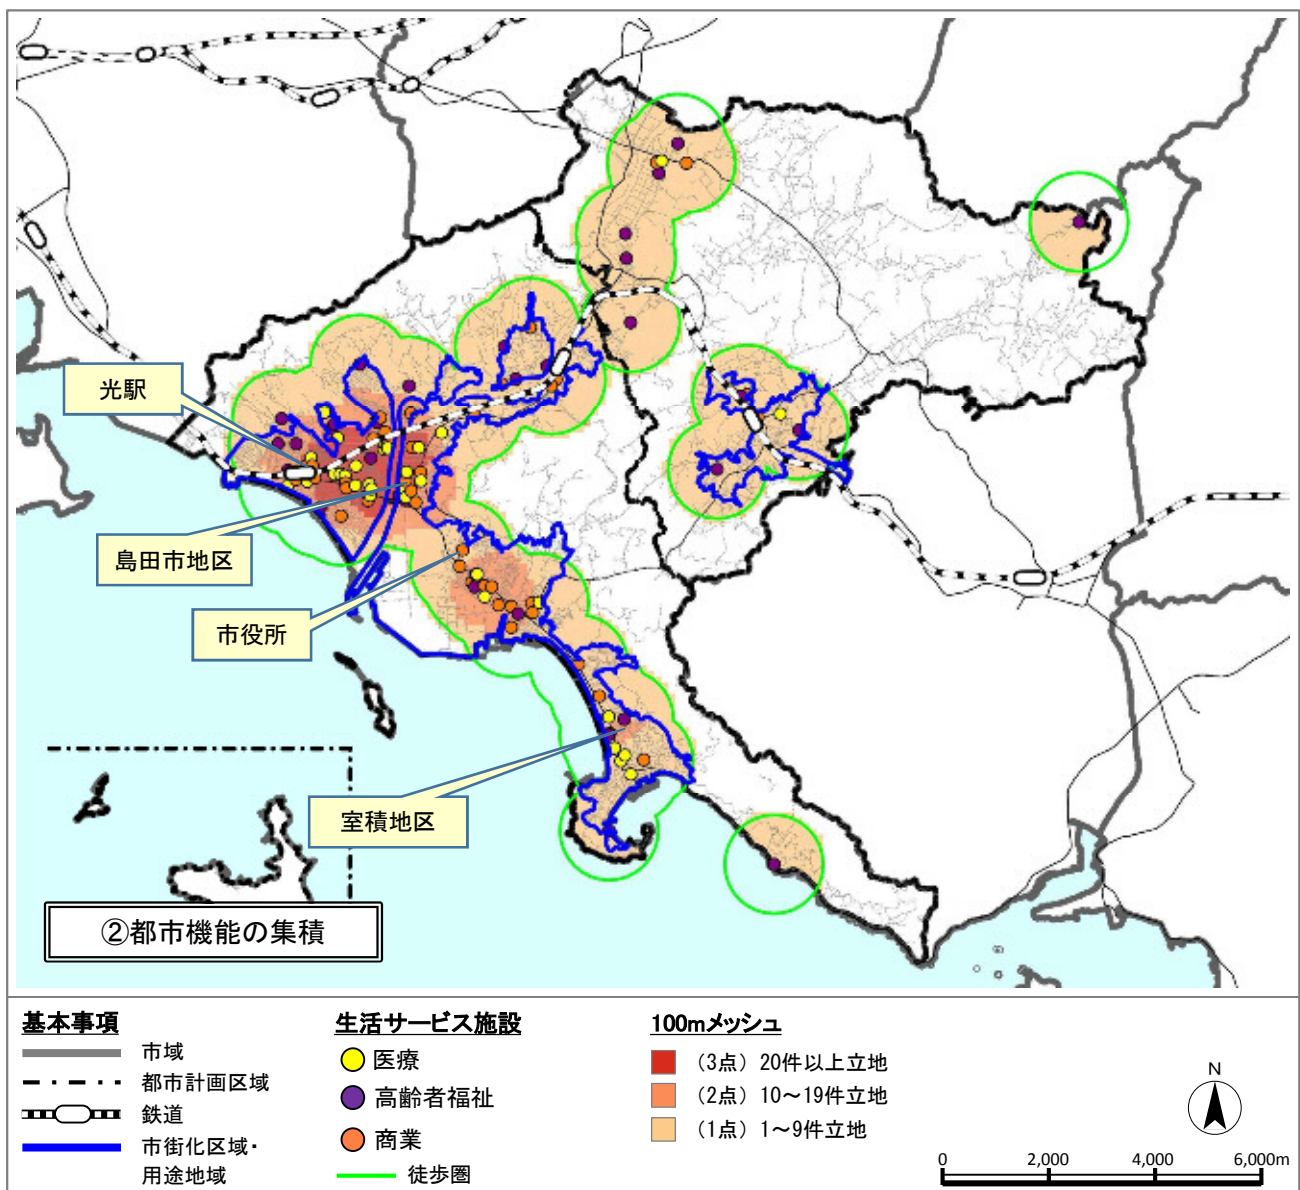 光駅
島田市地区
市役所
室積地区
②都市機能の集積
基本事項
市域
都市計画区域
鉄道
市街化区域・
用途地域
生活サービス施設
医療
高齢者福祉
商業
徒歩圏
100mメッシュ
（3点）20件以上立地
（2点）10～19件立地
（1点）1～9件立地
N
0 2,000 4,000 6,000m